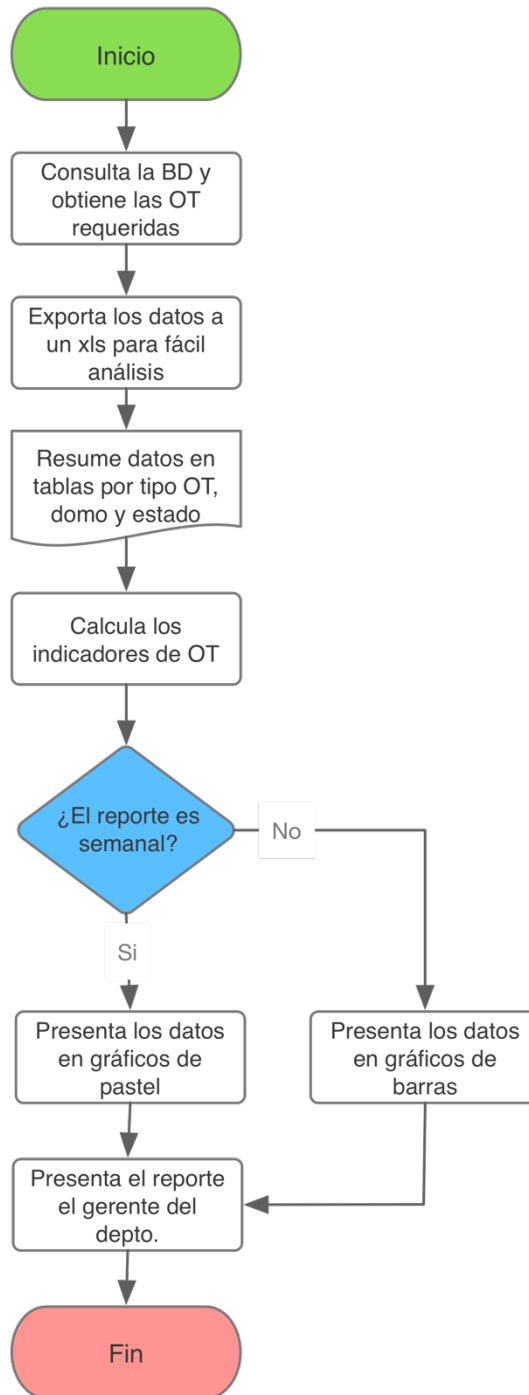 Inicio
Consulta la BD y
obtiene las OT
requeridas
Exporta los datos a
un xls para fácil
análisis
Resume datos en
tablas por tipo OT,
domo y estado
Calcula los
indicadores de OT
¿El reporte es
semanal?
No
Si
Presenta los datos
en gráficos de
pastel
Presenta los datos
en gráficos de
barras
Presenta el reporte
el gerente del
depto.
Fin